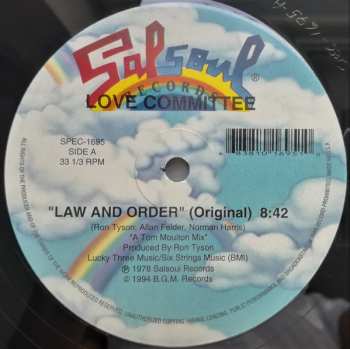 Salsoul ®
RECORDS
LOVE COMMITTEE
SPEC-1695
SIDE A
33 1/3 RPM
"LAW AND ORDER" (Original) 8:42
(Ron Tyson, Allan Felder, Norman Harris)
"A Tom Moulton Mix"
Produced By Ron Tyson
Lucky Three Music/Six Strings Music (BMI)
℗ 1978 Salsoul Records
© 1994 B.G.M. Records